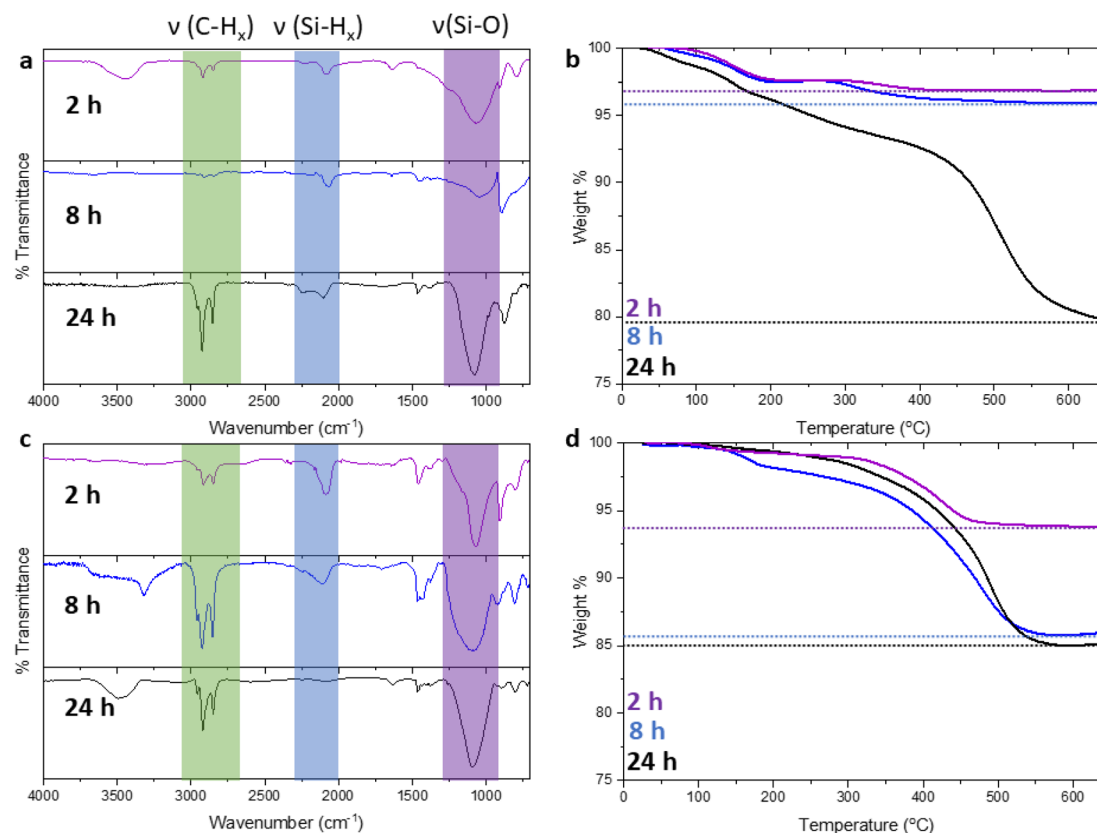 ν (C-Hₓ) ν (Si-Hₓ) ν(Si-O)
a
2 h
8 h
24 h
% Transmittance
4000 3500 3000 2500 2000 1500 1000
Wavenumber (cm⁻¹)
b
100
95
90
85
80
75
Weight %
2 h
8 h
24 h
0 100 200 300 400 500 600
Temperature (°C)
c
2 h
8 h
24 h
% Transmittance
4000 3500 3000 2500 2000 1500 1000
Wavenumber (cm⁻¹)
d
100
95
90
85
80
75
Weight %
2 h
8 h
24 h
0 100 200 300 400 500 600
Temperature (°C)